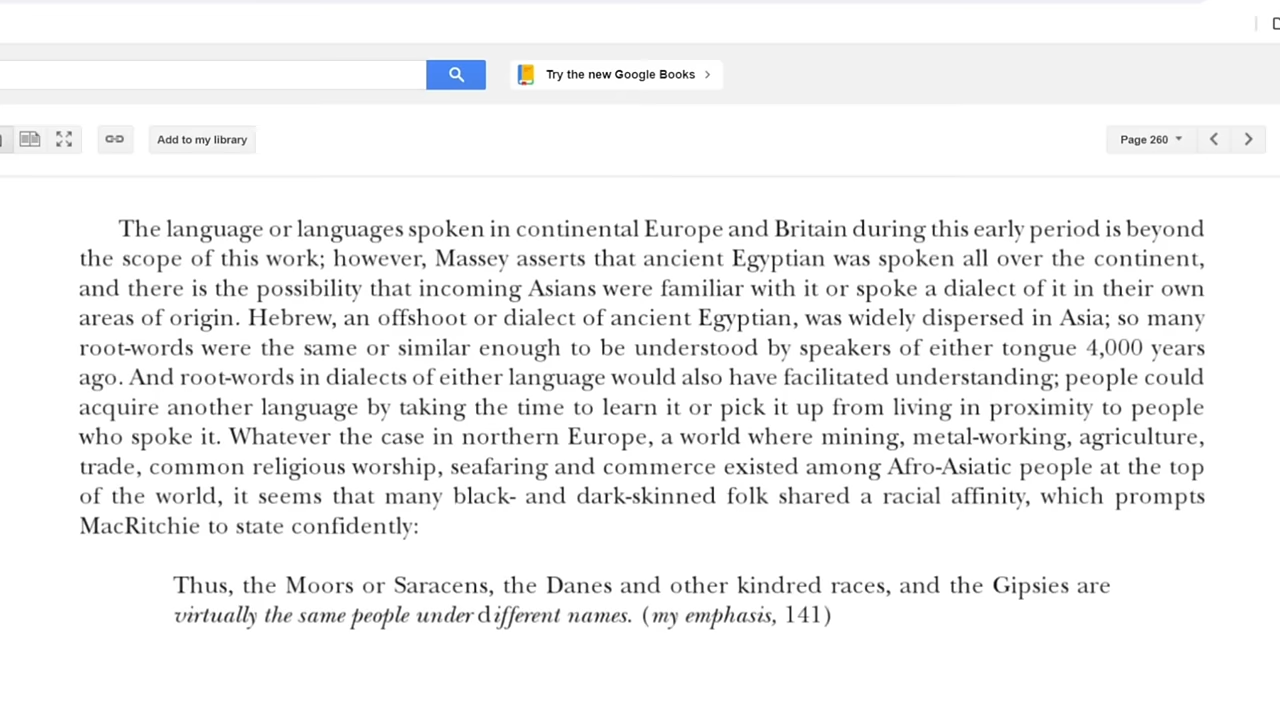 Try the new Google Books
Add to my library
Page 260
The language or languages spoken in continental Europe and Britain during this early period is beyond
the scope of this work; however, Massey asserts that ancient Egyptian was spoken all over the continent,
and there is the possibility that incoming Asians were familiar with it or spoke a dialect of it in their own
areas of origin. Hebrew, an offshoot or dialect of ancient Egyptian, was widely dispersed in Asia; so many
root-words were the same or similar enough to be understood by speakers of either tongue 4,000 years
ago. And root-words in dialects of either language would also have facilitated understanding; people could
acquire another language by taking the time to learn it or pick it up from living in proximity to people
who spoke it. Whatever the case in northern Europe, a world where mining, metal-working, agriculture,
trade, common religious worship, seafaring and commerce existed among Afro-Asiatic people at the top
of the world, it seems that many black- and dark-skinned folk shared a racial affinity, which prompts
MacRitchie to state confidently:
Thus, the Moors or Saracens, the Danes and other kindred races, and the Gipsies are
virtually the same people under different names. (my emphasis, 141)